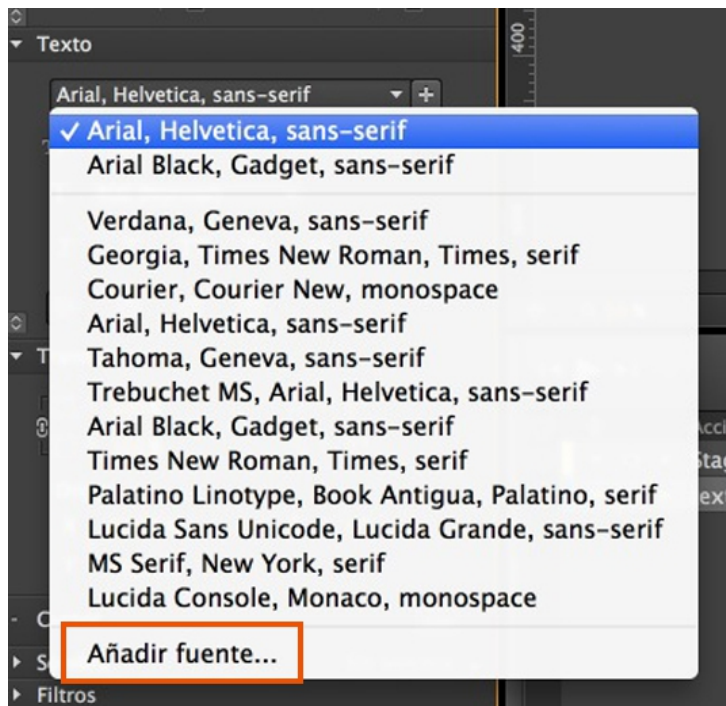 Texto
400
Arial, Helvetica, sans-serif
Arial, Helvetica, sans-serif
Arial Black, Gadget, sans-serif
Verdana, Geneva, sans-serif
Georgia, Times New Roman, Times, serif
Courier, Courier New, monospace
Arial, Helvetica, sans-serif
Tahoma, Geneva, sans-serif
Trebuchet MS, Arial, Helvetica, sans-serif
Arial Black, Gadget, sans-serif
Times New Roman, Times, serif
Palatino Linotype, Book Antigua, Palatino, serif
Lucida Sans Unicode, Lucida Grande, sans-serif
MS Serif, New York, serif
Lucida Console, Monaco, monospace
Añadir fuente...
Filtros